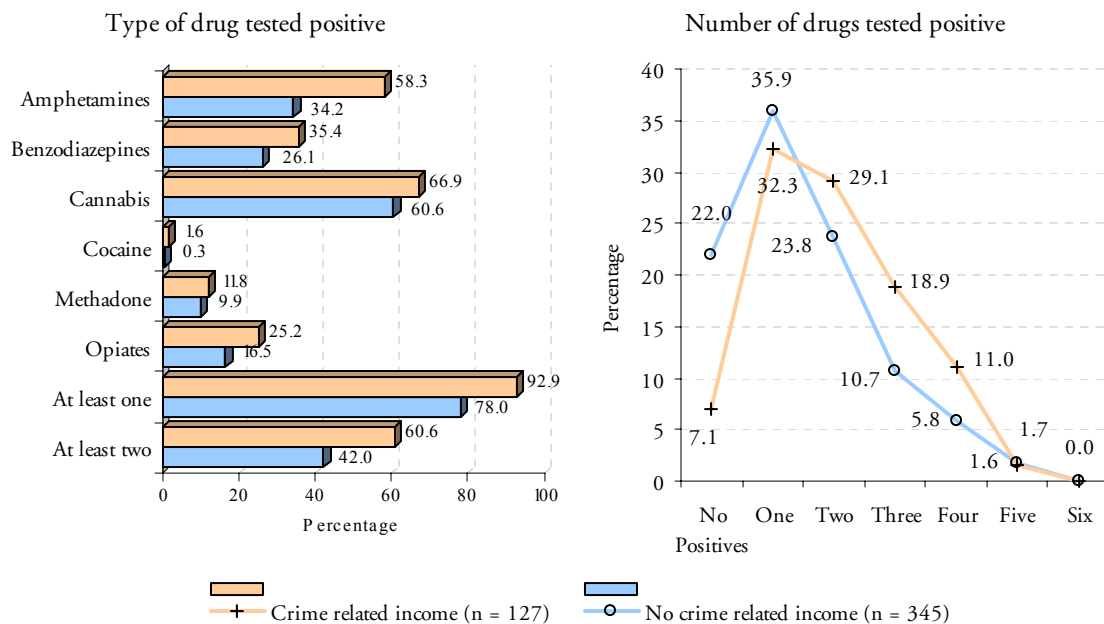 Type of drug tested positive
Amphetamines
58.3
34.2
Benzodiazepines
35.4
26.1
Cannabis
66.9
60.6
Cocaine
1.6
0.3
Methadone
11.8
9.9
Opiates
25.2
16.5
At least one
92.9
78.0
At least two
60.6
42.0
0 20 40 60 80 100
Percentage
Number of drugs tested positive
Percentage
40
35
30
25
20
15
10
5
0
22.0
7.1
35.9
32.3
29.1
23.8
18.9
10.7
11.0
5.8
1.7
1.6
0.0
No One Two Three Four Five Six
Positives
Crime related income (n = 127)
No crime related income (n = 345)